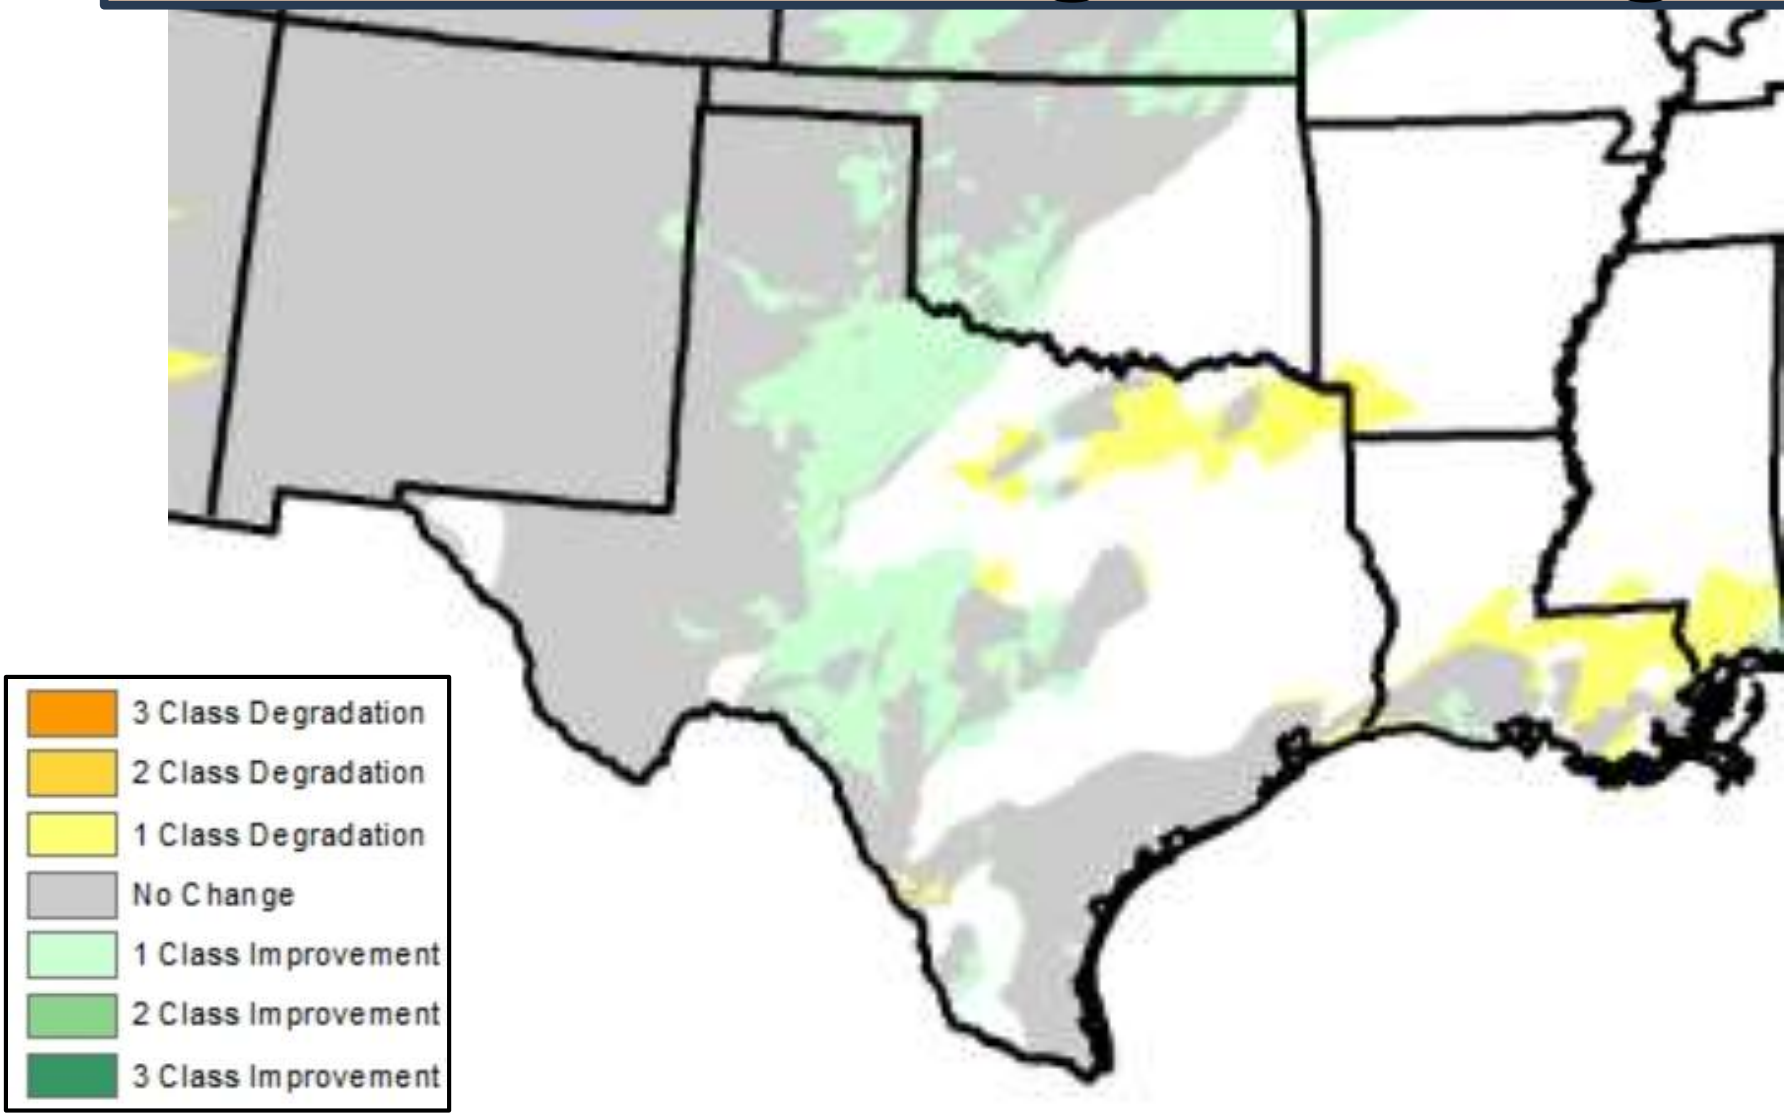 3 Class Degradation
2 Class Degradation
1 Class Degradation
No Change
1 Class Improvement
2 Class Improvement
3 Class Improvement